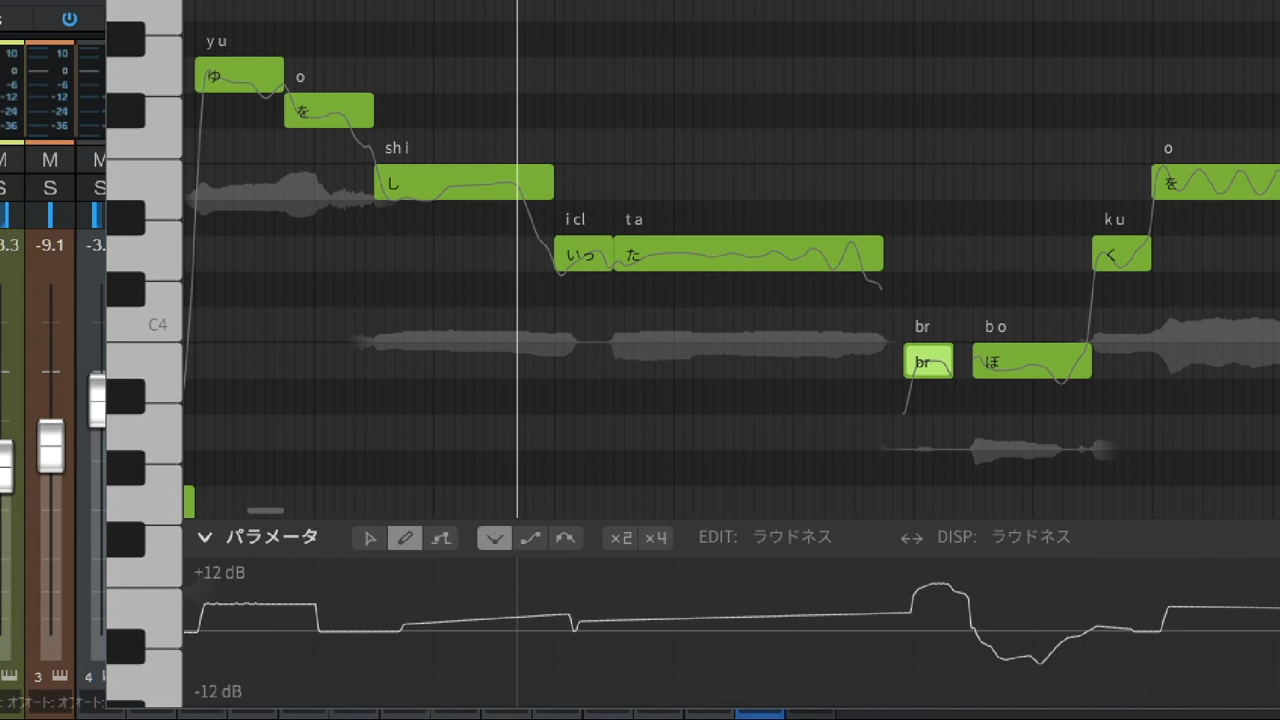 yu
ゆ
o
を
shi
し
i cl
いっ
ta
た
br
br
bo
ぼ
ku
く
o
を
10
0
-6
-12
-24
-36
10
0
-6
-12
-24
-36
M
M
M
S
S
S
-9.1
-3.
C4
3
4
パラメータ
×2
×4
EDIT: ラウドネス
DISP: ラウドネス
+12 dB
-12 dB